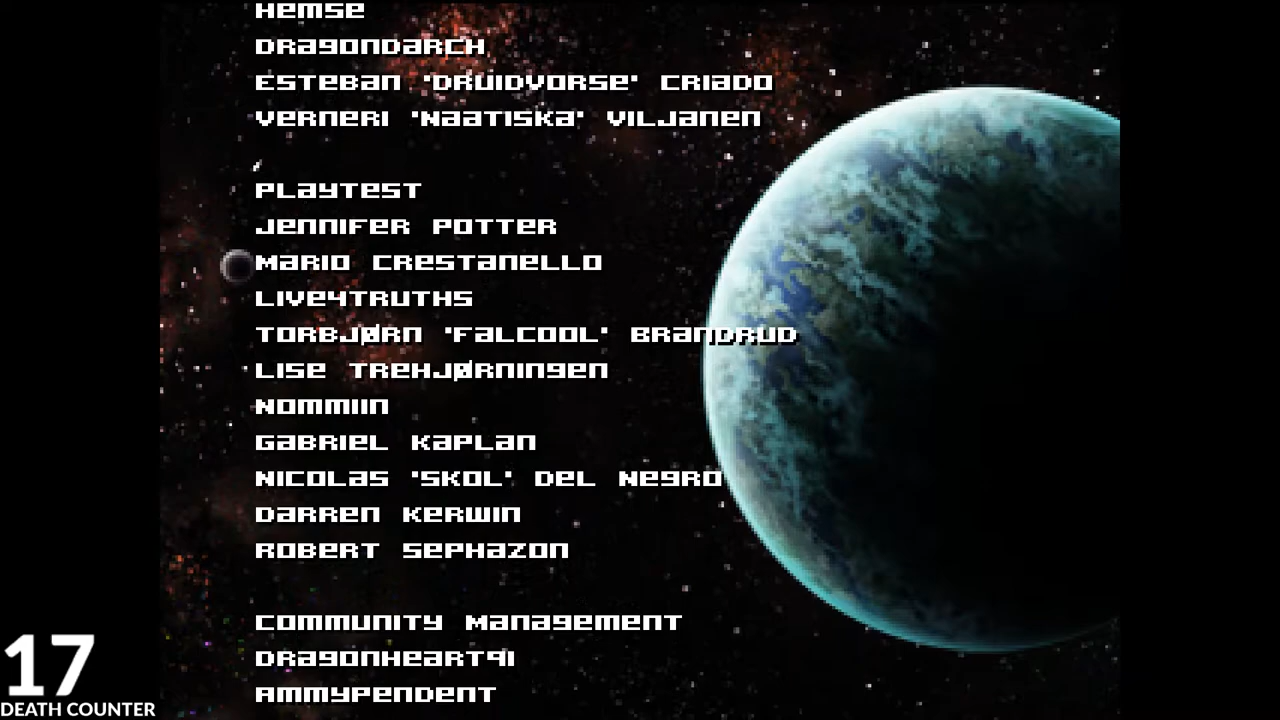 HEMSE
DRAGONDARCH
ESTEBAN 'DRUIDVORSE' CRIADO
VERNERI 'NAATISKA' VILJANEN
PLAYTEST
JENNIFER POTTER
MARIO CRESTANELLO
LIVE4TRUTHS
TORBJØRN 'FALCOOL' BRANDRUD
LISE TREHJØRNINGEN
NOMMIIN
GABRIEL KAPLAN
NICOLAS 'SKOL' DEL NEGRO
DARREN KERWIN
ROBERT SEPHAZON
COMMUNITY MANAGEMENT
DRAGONHEART91
AMMYPENDENT
17
DEATH COUNTER